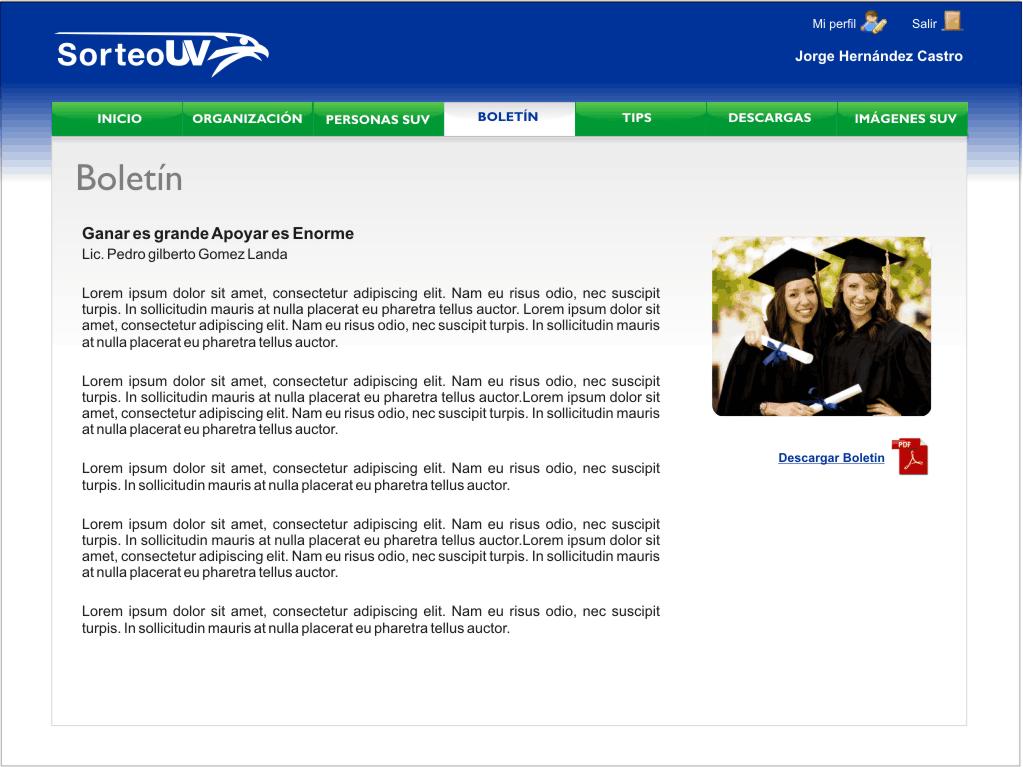 Mi perfil
Salir
SorteoUV
Jorge Hernández Castro
INICIO
ORGANIZACIÓN
PERSONAS SUV
BOLETÍN
TIPS
DESCARGAS
IMÁGENES SUV
Boletín
Ganar es grande Apoyar es Enorme
Lic. Pedro gilberto Gomez Landa
Lorem ipsum dolor sit amet, consectetur adipiscing elit. Nam eu risus odio, nec suscipit
turpis. In sollicitudin mauris at nulla placerat eu pharetra tellus auctor. Lorem ipsum dolor sit
amet, consectetur adipiscing elit. Nam eu risus odio, nec suscipit turpis. In sollicitudin mauris
at nulla placerat eu pharetra tellus auctor.
Lorem ipsum dolor sit amet, consectetur adipiscing elit. Nam eu risus odio, nec suscipit
turpis. In sollicitudin mauris at nulla placerat eu pharetra tellus auctor.Lorem ipsum dolor sit
amet, consectetur adipiscing elit. Nam eu risus odio, nec suscipit turpis. In sollicitudin mauris
at nulla placerat eu pharetra tellus auctor.
Lorem ipsum dolor sit amet, consectetur adipiscing elit. Nam eu risus odio, nec suscipit
turpis. In sollicitudin mauris at nulla placerat eu pharetra tellus auctor.
Lorem ipsum dolor sit amet, consectetur adipiscing elit. Nam eu risus odio, nec suscipit
turpis. In sollicitudin mauris at nulla placerat eu pharetra tellus auctor.Lorem ipsum dolor sit
amet, consectetur adipiscing elit. Nam eu risus odio, nec suscipit turpis. In sollicitudin mauris
at nulla placerat eu pharetra tellus auctor.
Lorem ipsum dolor sit amet, consectetur adipiscing elit. Nam eu risus odio, nec suscipit
turpis. In sollicitudin mauris at nulla placerat eu pharetra tellus auctor.
Descargar Boletin
PDF